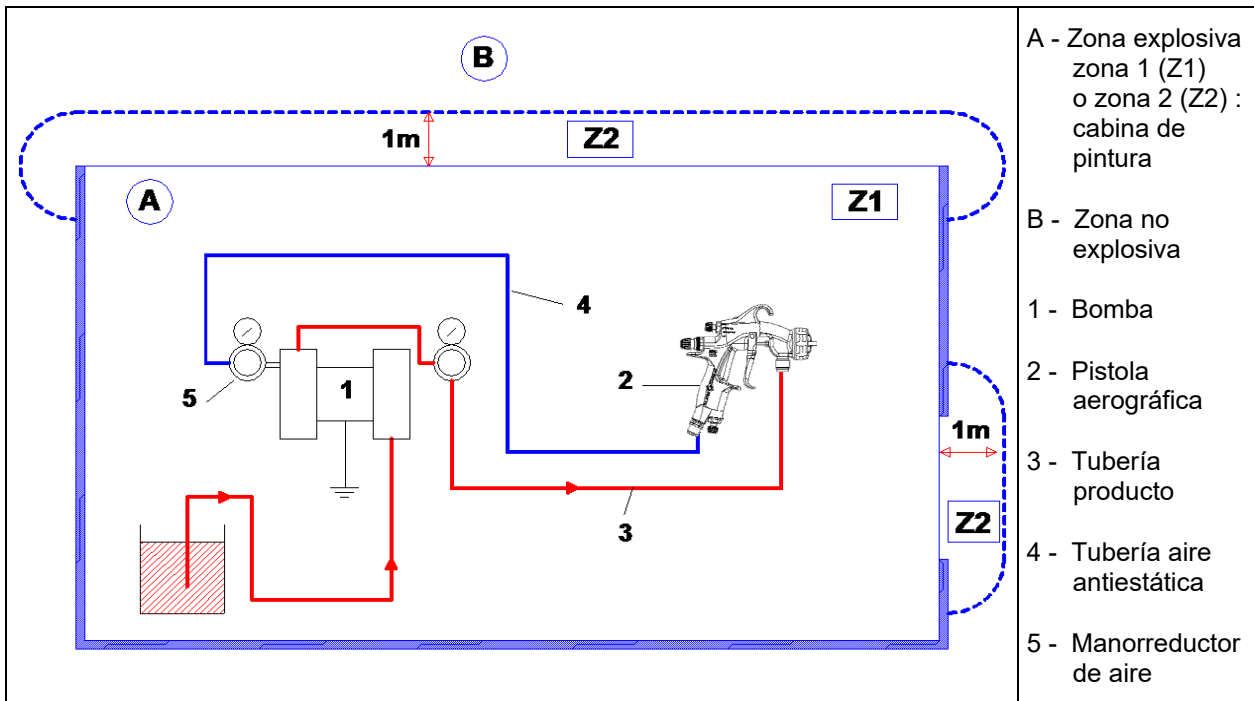 B
1m
Z2
A
Z1
4
5
1
2
1m
3
Z2
A - Zona explosiva
zona 1 (Z1)
o zona 2 (Z2) :
cabina de
pintura
B - Zona no
explosiva
1 - Bomba
2 - Pistola
aerográfica
3 - Tubería
producto
4 - Tubería aire
antiestática
5 - Manorreductor
de aire